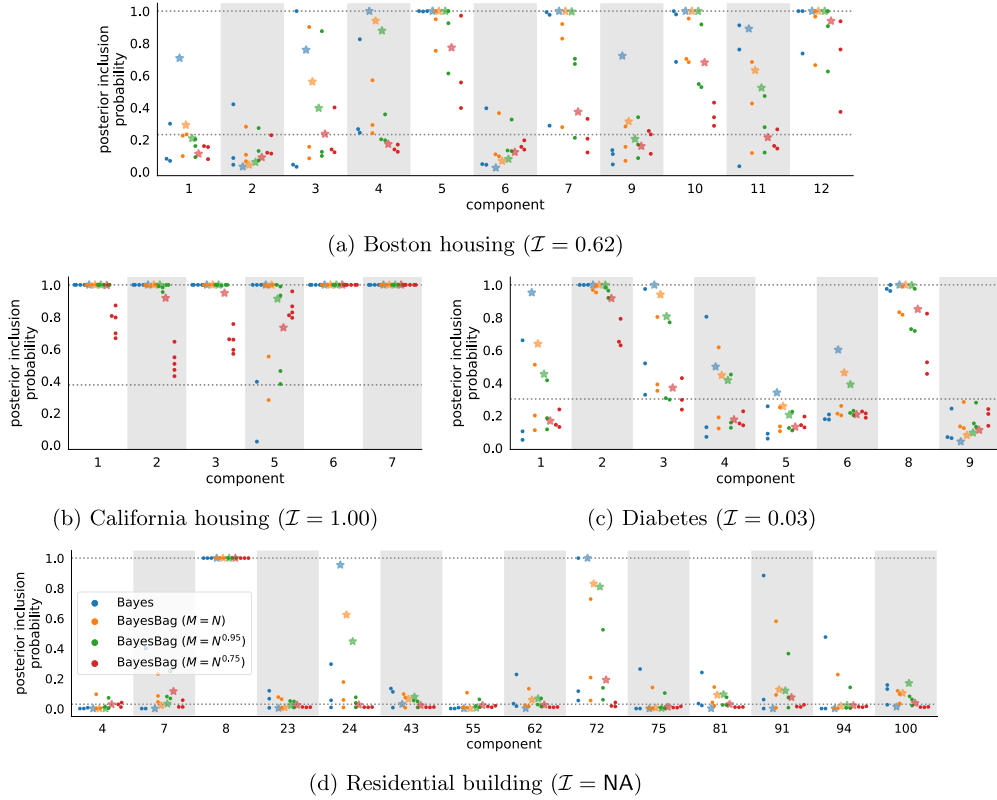 posterior inclusion
probability
1.0
0.8
0.6
0.4
0.2
0.0
1 2 3 4 5 6 7 9 10 11 12
component
(a) Boston housing (ℐ = 0.62)
posterior inclusion
probability
1.0
0.8
0.6
0.4
0.2
0.0
1 2 3 5 6 7
component
(b) California housing (ℐ = 1.00)
posterior inclusion
probability
1.0
0.8
0.6
0.4
0.2
0.0
1 2 3 4 5 6 8 9
component
(c) Diabetes (ℐ = 0.03)
posterior inclusion
probability
1.0
0.8
0.6
0.4
0.2
0.0
Bayes
BayesBag (M = N)
BayesBag (M = N^0.95)
BayesBag (M = N^0.75)
4 7 8 23 24 43 55 62 72 75 81 91 94 100
component
(d) Residential building (ℐ = NA)